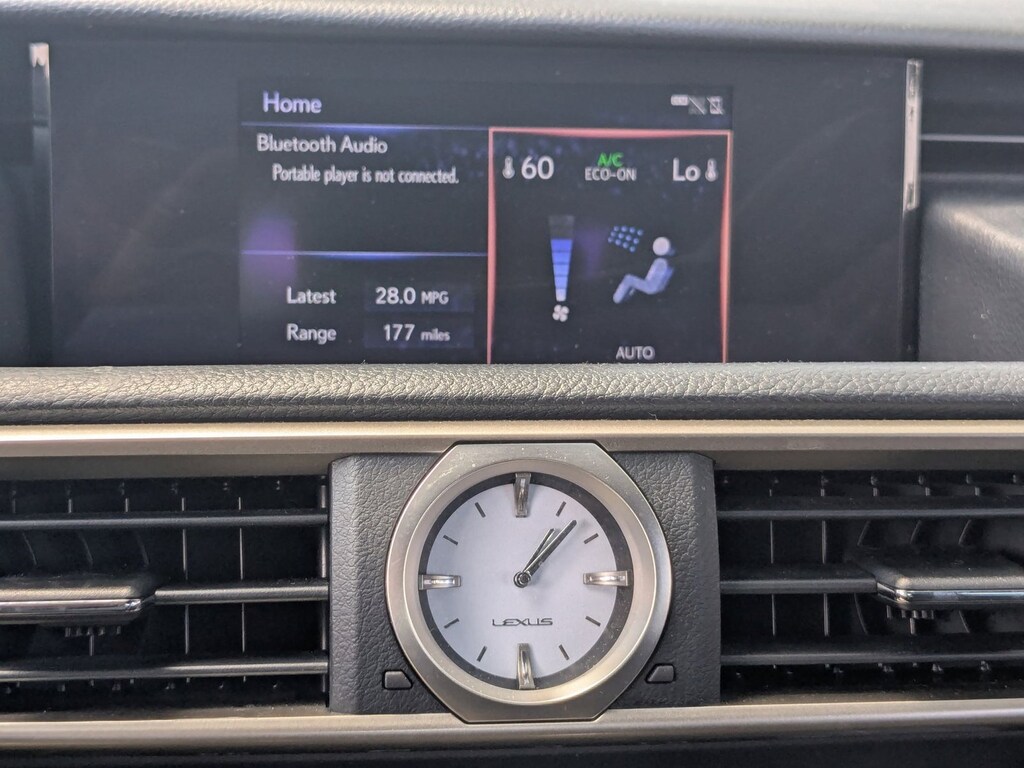 Home
Bluetooth Audio
Portable player is not connected.
Latest 28.0 MPG
Range 177 miles
60 A/C Lo
ECO-ON
AUTO
LEXUS